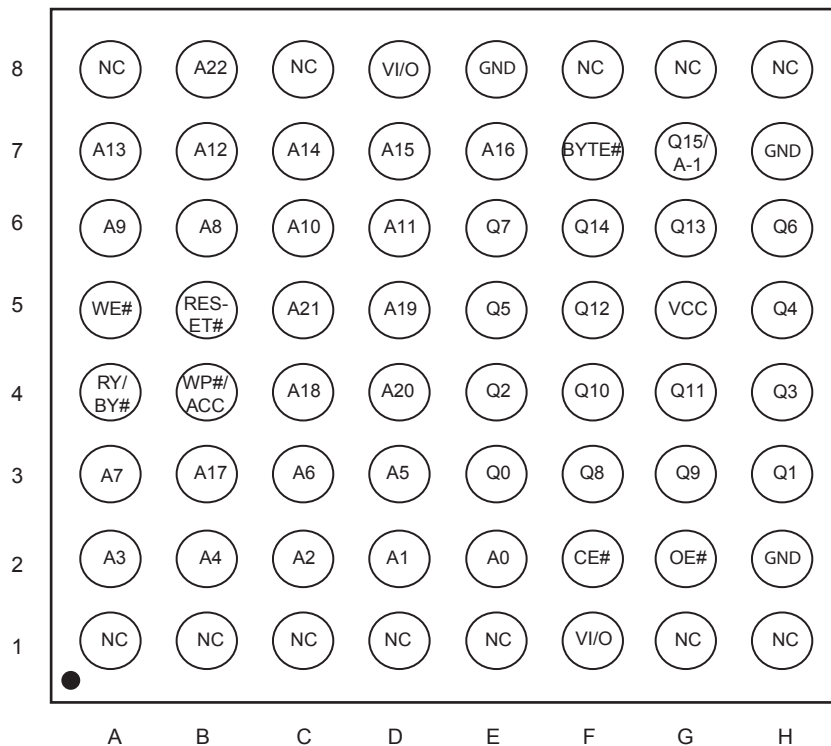 8 NC A22 NC VI/O GND NC NC NC
7 A13 A12 A14 A15 A16 BYTE# Q15/ A-1 GND
6 A9 A8 A10 A11 Q7 Q14 Q13 Q6
5 WE# RES- ET# A21 A19 Q5 Q12 VCC Q4
4 RY/ BY# WP#/ ACC A18 A20 Q2 Q10 Q11 Q3
3 A7 A17 A6 A5 Q0 Q8 Q9 Q1
2 A3 A4 A2 A1 A0 CE# OE# GND
1 NC NC NC NC NC VI/O NC NC
A B C D E F G H